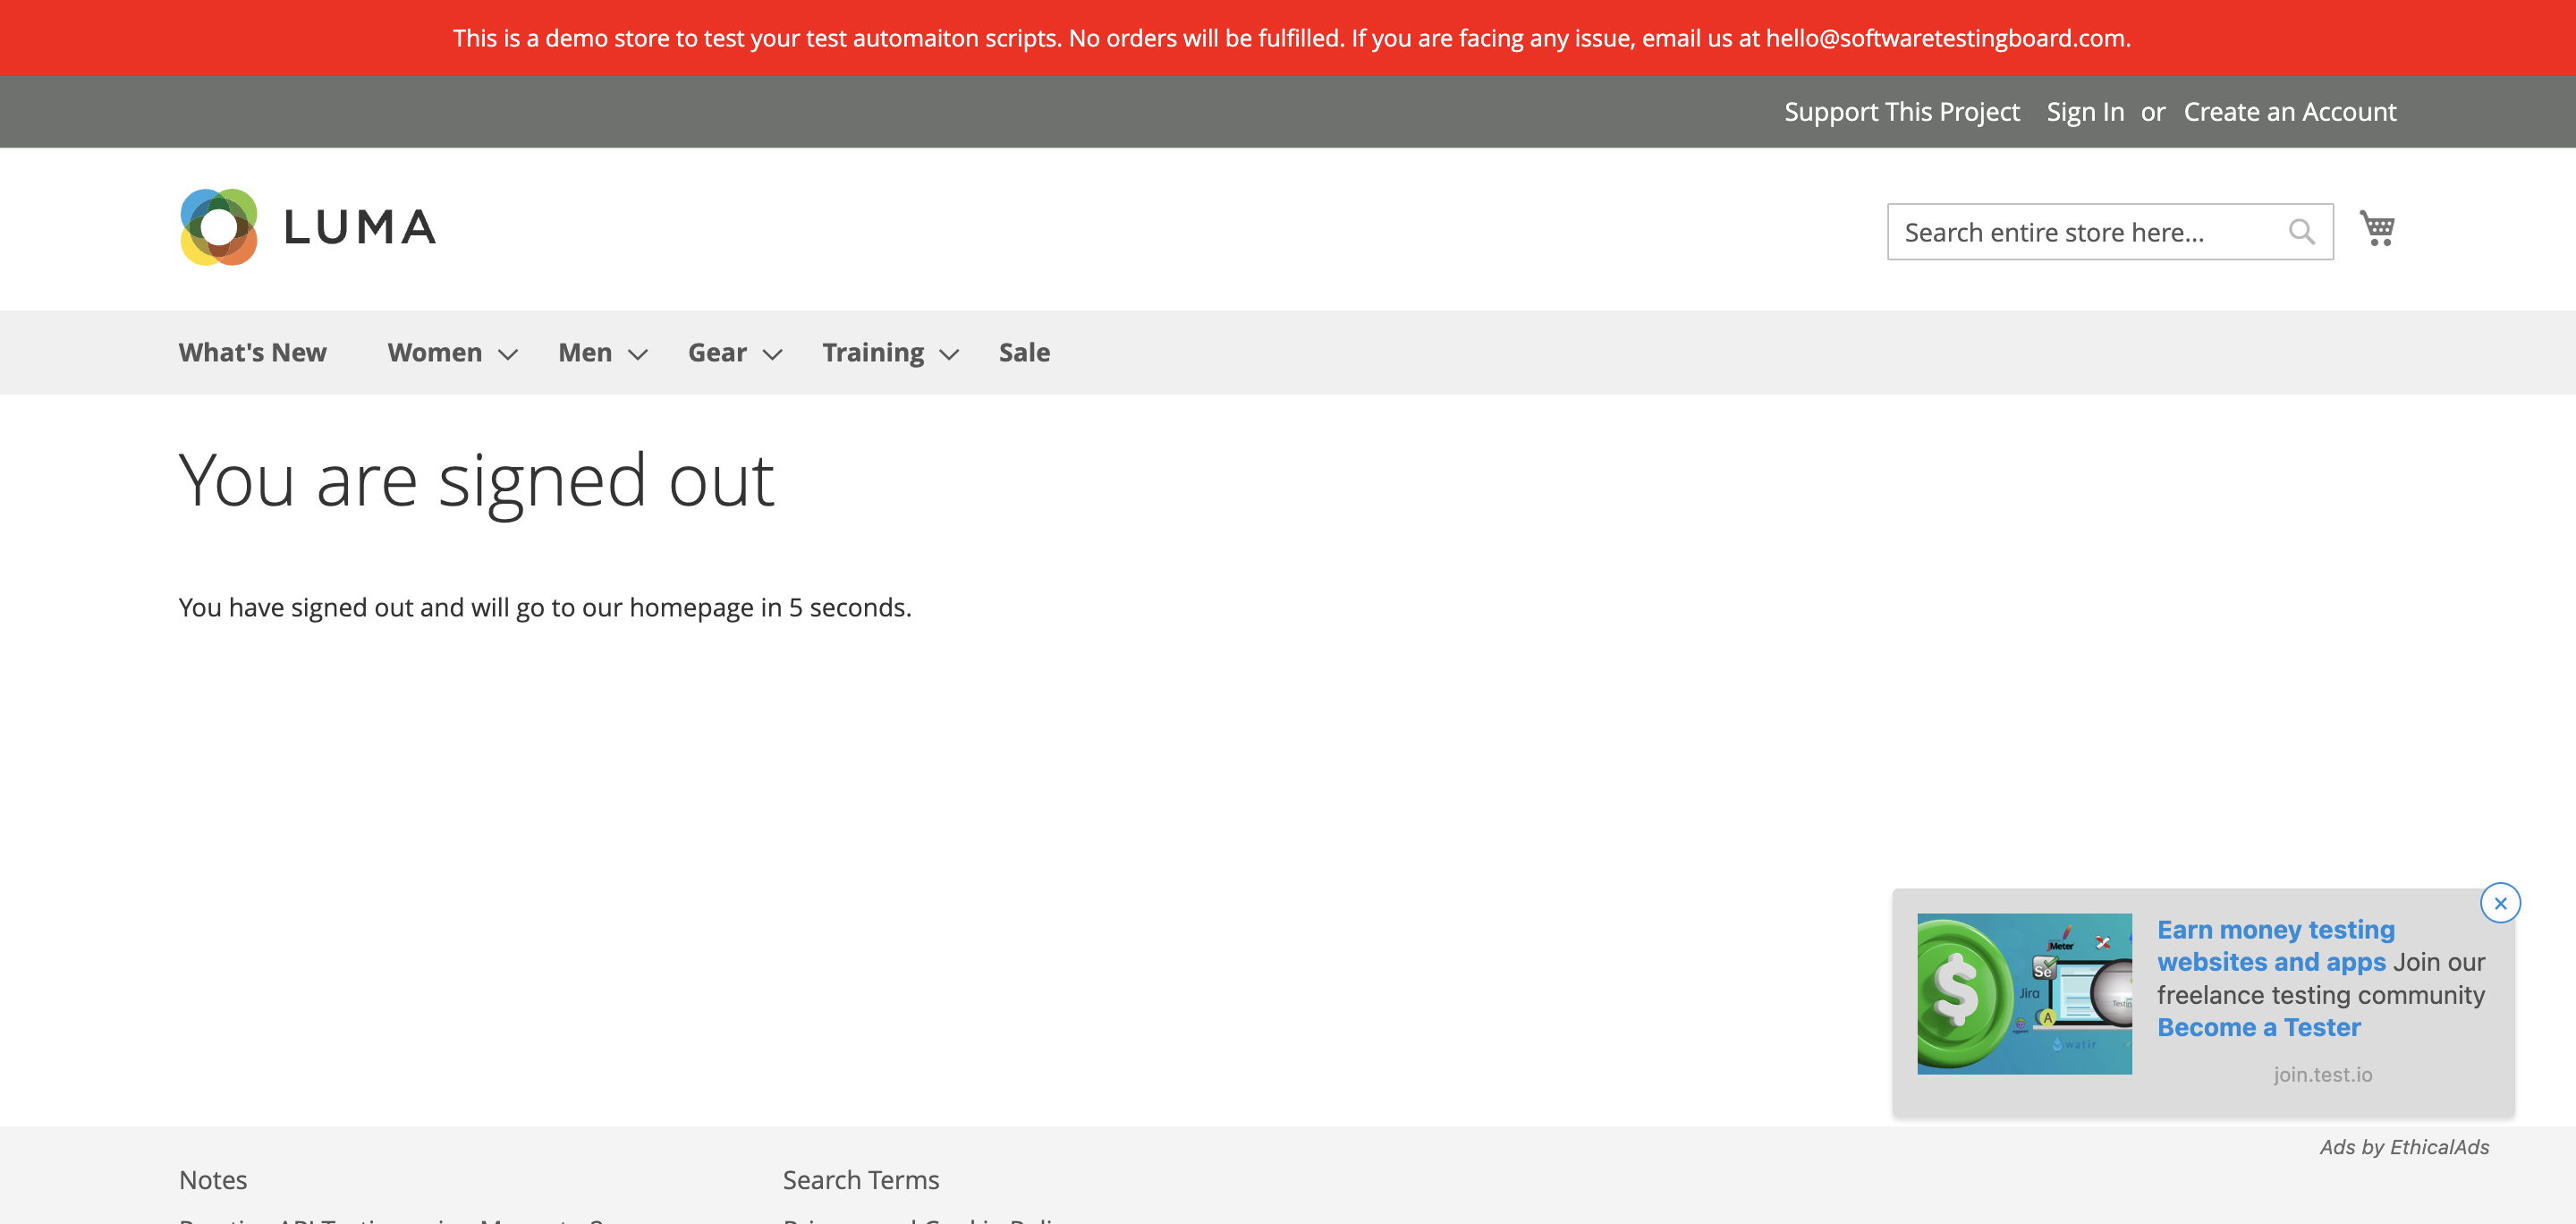 This is a demo store to test your test automaiton scripts. No orders will be fulfilled. If you are facing any issue, email us at hello@softwaretestingboard.com.
Support This Project Sign In or Create an Account
LUMA
Search entire store here...
What's New Women Men Gear Training Sale
You are signed out
You have signed out and will go to our homepage in 5 seconds.
Earn money testing
websites and apps Join our
freelance testing community
Become a Tester
join.test.io
JMeter
Se
Jira
watir
Ads by EthicalAds
Notes
Search Terms